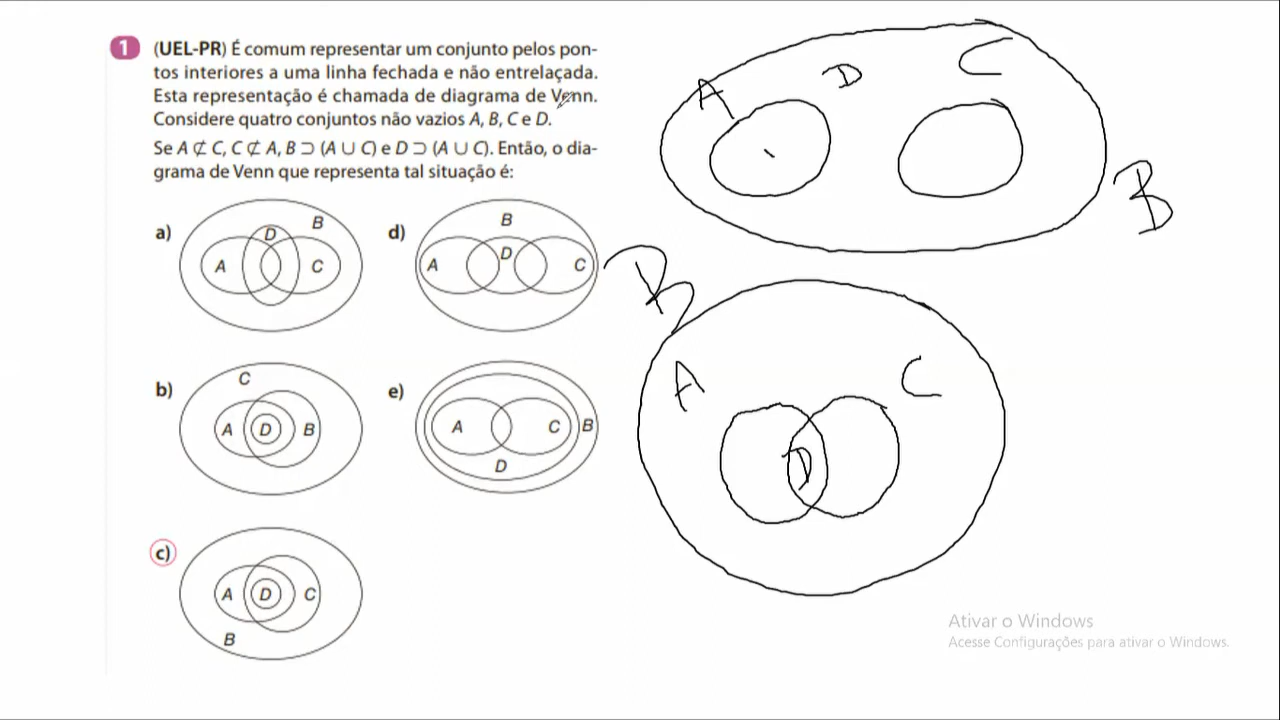 1 (UEL-PR) É comum representar um conjunto pelos pon-
tos interiores a uma linha fechada e não entrelaçada.
Esta representação é chamada de diagrama de Venn.
Considere quatro conjuntos não vazios A, B, C e D.
Se A ⊄ C, C ⊄ A, B ⊃ (A ∪ C) e D ⊃ (A ∪ C). Então, o dia-
grama de Venn que representa tal situação é:
a) A D B C
d) A B D C
b) C A D B
e) A C B D
c) A D C B
A D C B
B A C D
Ativar o Windows
Acesse Configurações para ativar o Windows.